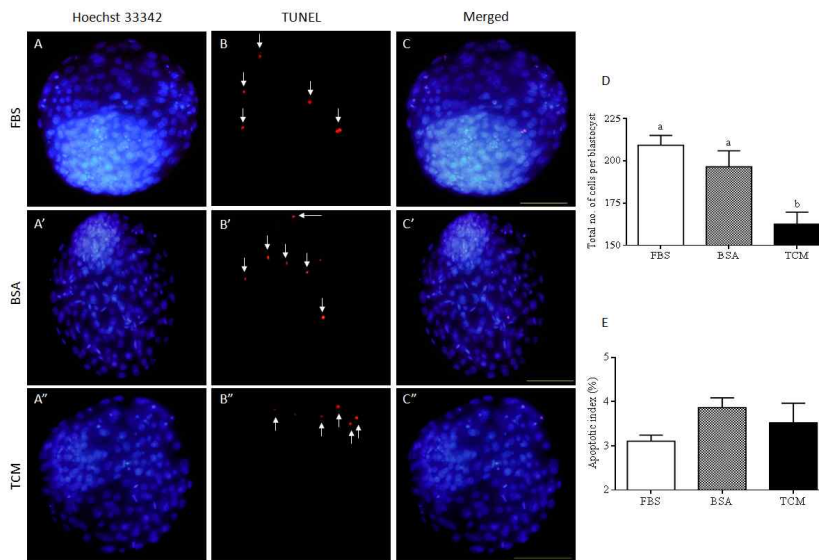 Hoechst 33342 TUNEL Merged
FBS
A B C
BSA
A' B' C'
TCM
A" B" C"
D
Total no. of cells per blastocyst
225
200
175
150
a a b
FBS BSA TCM
E
Apoptotic index (%)
5
4
3
2
FBS BSA TCM